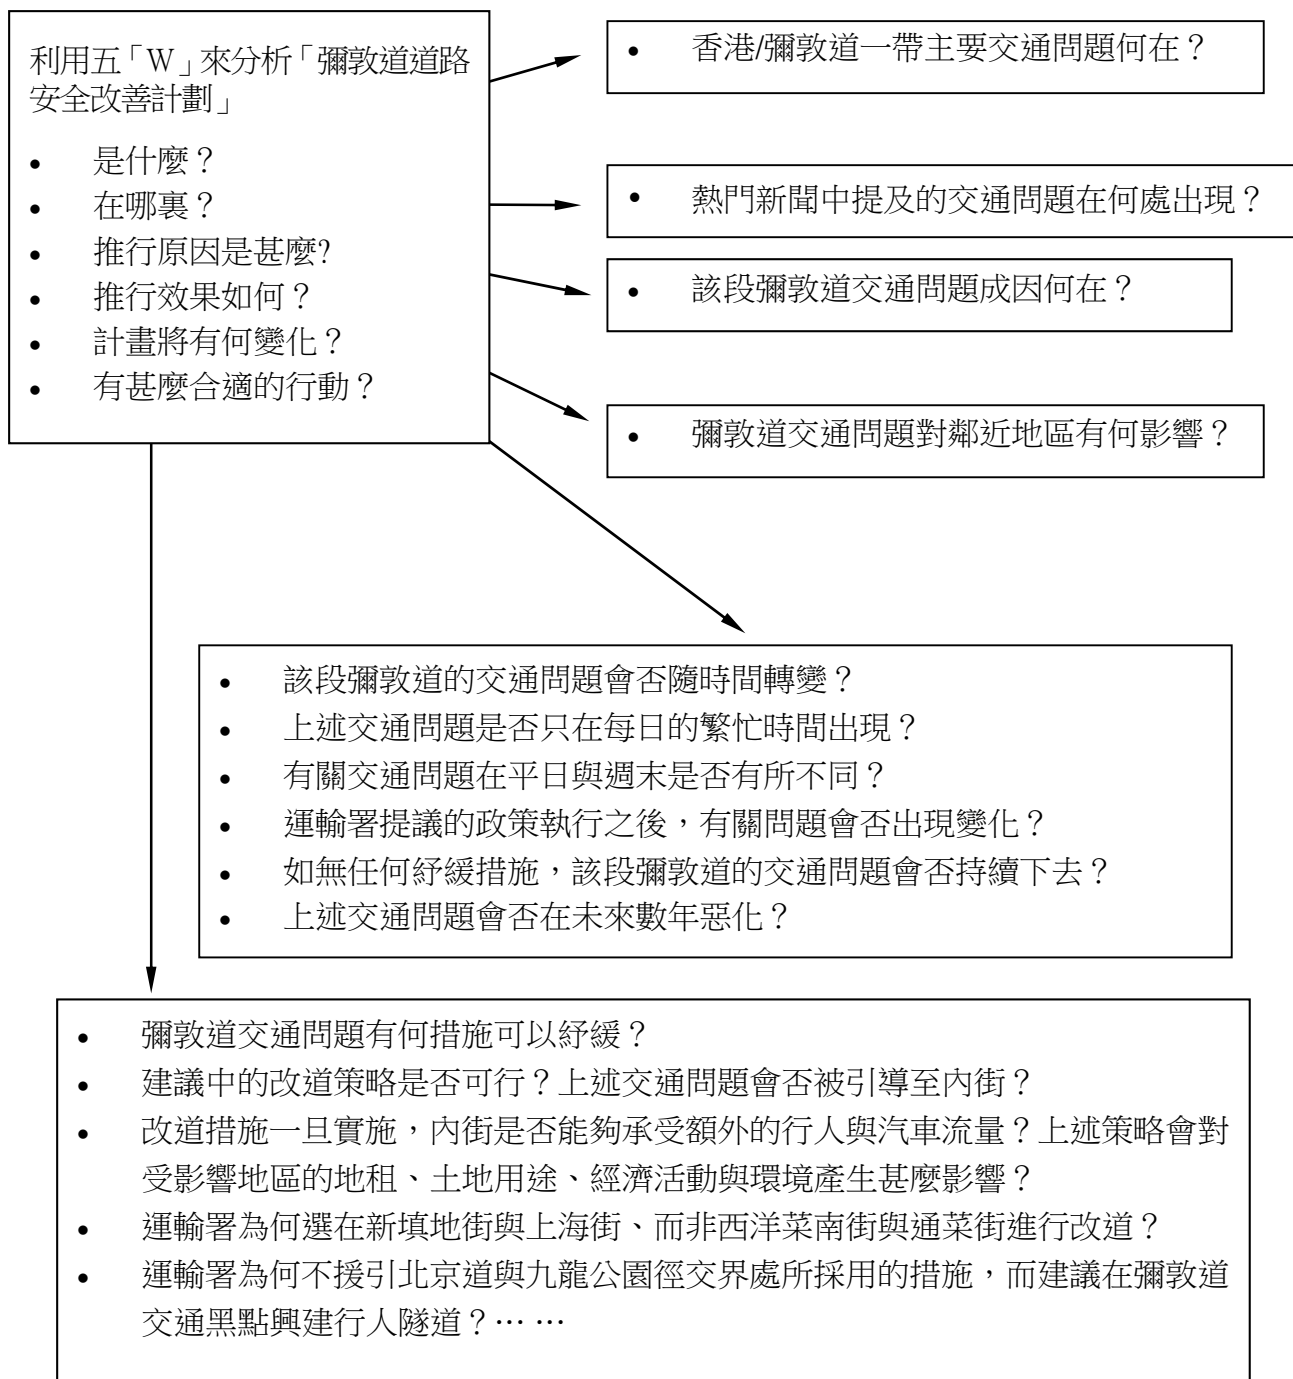 利用五「W」來分析「彌敦道道路
安全改善計劃」
• 是什麼？
• 在哪裏？
• 推行原因是甚麼?
• 推行效果如何？
• 計畫將有何變化？
• 有甚麼合適的行動？
• 香港/彌敦道一帶主要交通問題何在？
• 熱門新聞中提及的交通問題在何處出現？
• 該段彌敦道交通問題成因何在？
• 彌敦道交通問題對鄰近地區有何影響？
• 該段彌敦道的交通問題會否隨時間轉變？
• 上述交通問題是否只在每日的繁忙時間出現？
• 有關交通問題在平日與週末是否有所不同？
• 運輸署提議的政策執行之後，有關問題會否出現變化？
• 如無任何紓緩措施，該段彌敦道的交通問題會否持續下去？
• 上述交通問題會否在未來數年惡化？
• 彌敦道交通問題有何措施可以紓緩？
• 建議中的改道策略是否可行？上述交通問題會否被引導至內街？
• 改道措施一旦實施，內街是否能夠承受額外的行人與汽車流量？上述策略會對
受影響地區的地租、土地用途、經濟活動與環境產生甚麼影響？
• 運輸署為何選在新填地街與上海街、而非西洋菜南街與通菜街進行改道？
• 運輸署為何不援引北京道與九龍公園徑交界處所採用的措施，而建議在彌敦道
交通黑點興建行人隧道？… …